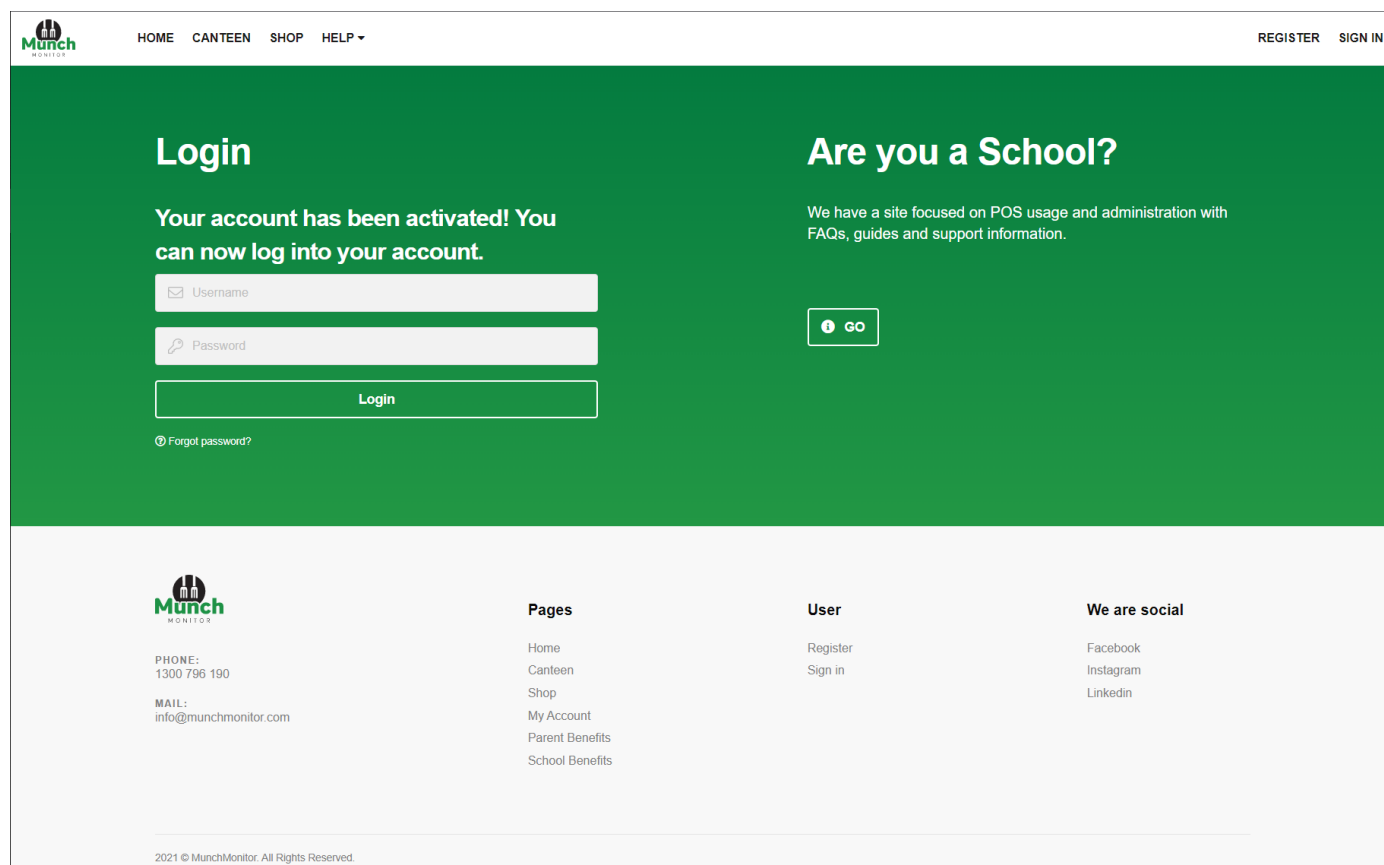 Munch
MONITOR
HOME CANTEEN SHOP HELP
REGISTER SIGN IN
Login
Your account has been activated! You
can now log into your account.
Username
Password
Login
Forgot password?
Are you a School?
We have a site focused on POS usage and administration with
FAQs, guides and support information.
GO
Munch
MONITOR
PHONE:
1300 796 190
MAIL:
info@munchmonitor.com
Pages
Home
Canteen
Shop
My Account
Parent Benefits
School Benefits
User
Register
Sign in
We are social
Facebook
Instagram
Linkedin
2021 © MunchMonitor. All Rights Reserved.